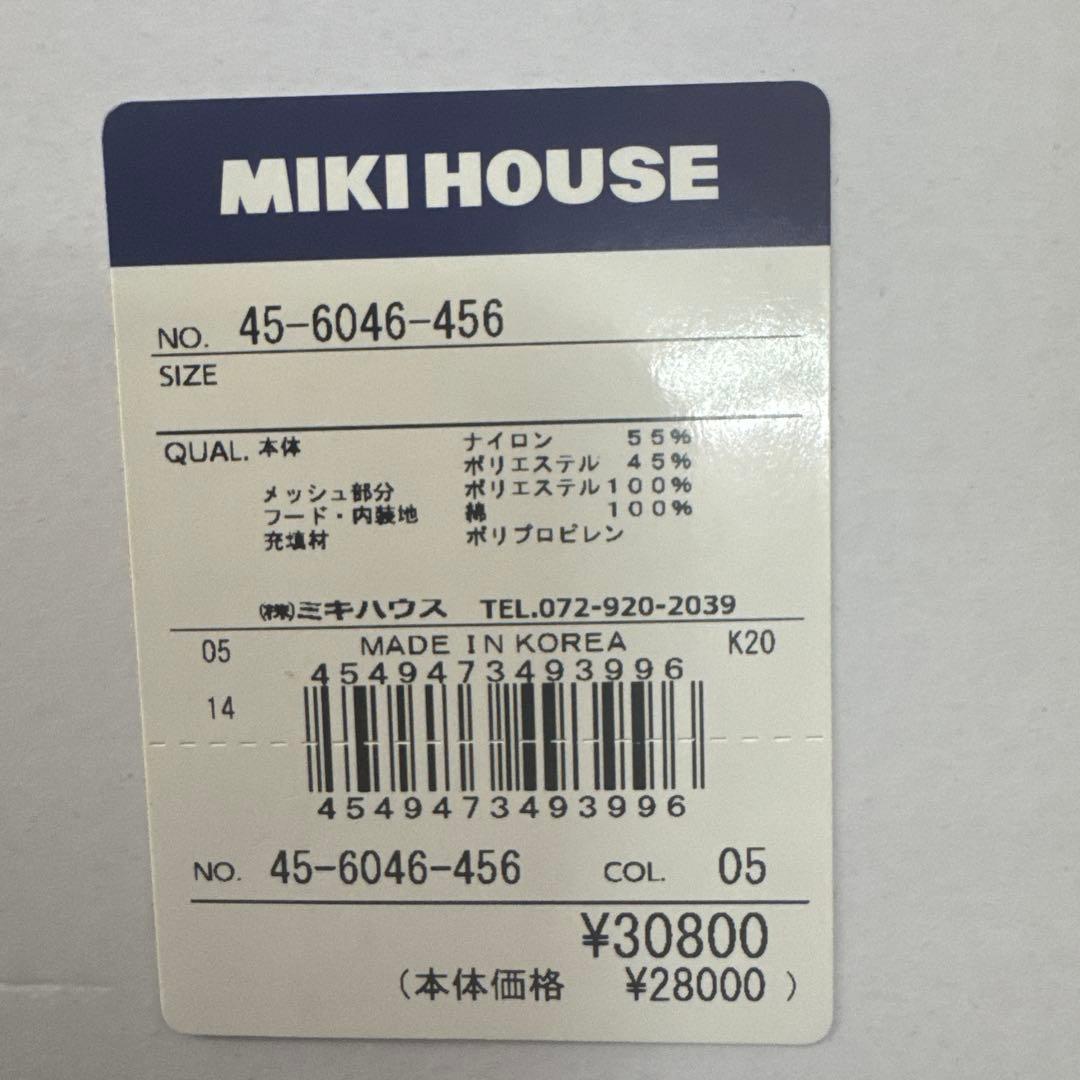 MIKI HOUSE
NO. 45-6046-456
SIZE
QUAL. 本体 ナイロン 55%
ポリエステル 45%
メッシュ部分 ポリエステル100%
フード・内装地 綿 100%
充填材 ポリプロピレン
㈱ミキハウス TEL.072-920-2039
05 MADE IN KOREA K20
4549473493996
14
4549473493996
NO. 45-6046-456 COL. 05
¥30800
(本体価格 ¥28000 )